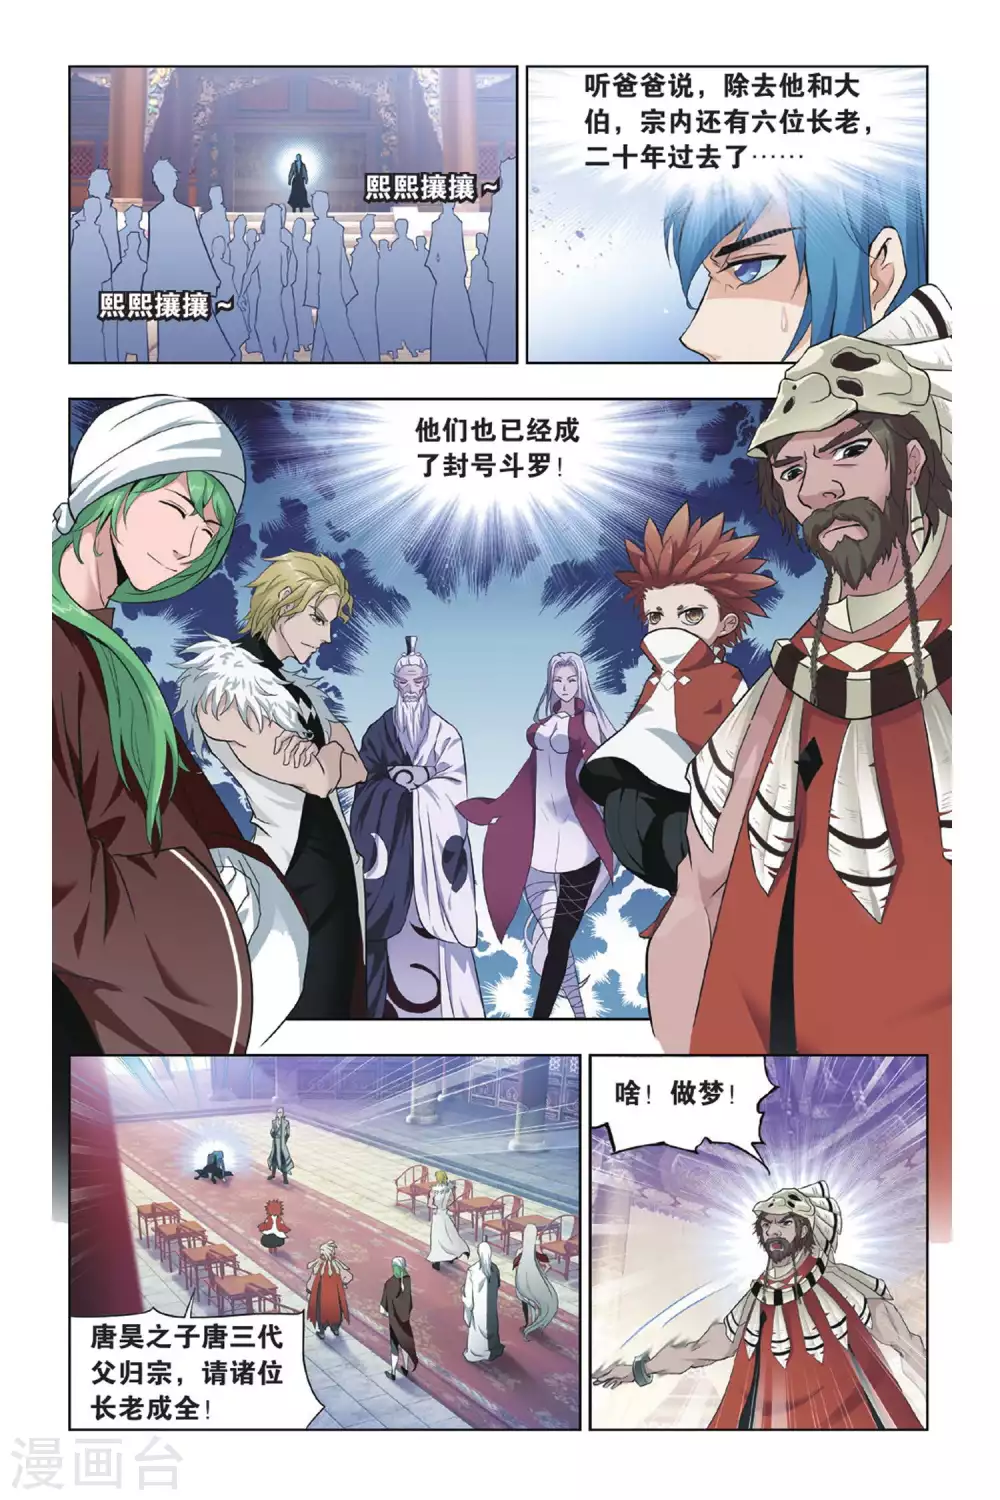 熙熙攘攘~
熙熙攘攘~
听爸爸说，除去他和大
伯，宗内还有六位长老，
二十年过去了……
他们也已经成
了封号斗罗！
唐昊之子唐三代
父归宗，请诸位
长老成全！
啥！做梦！
漫画台